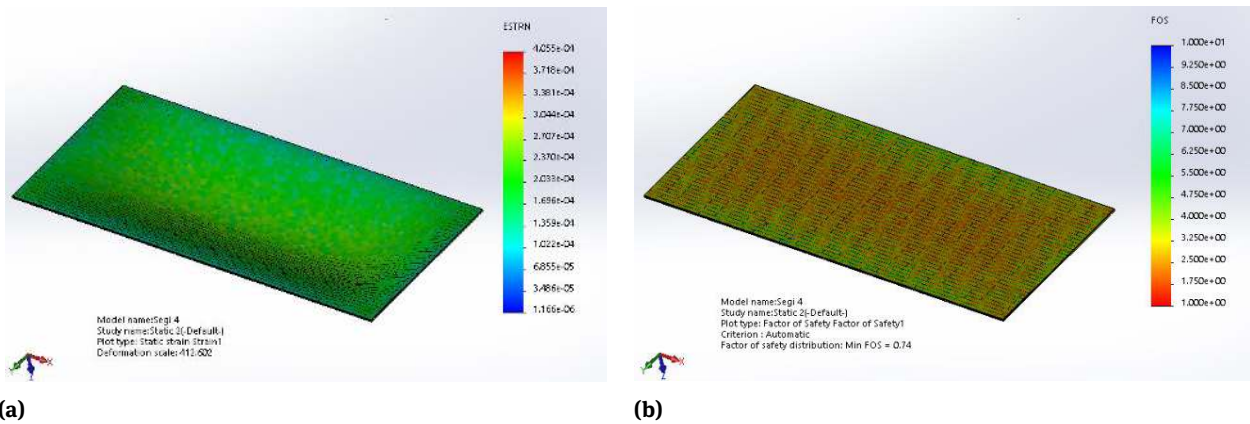 ESTRN
4.055e-04
3.718e-04
3.381e-04
3.044e-04
2.707e-04
2.370e-04
2.033e-04
1.696e-04
1.359e-04
1.022e-04
6.855e-05
3.486e-05
1.166e-06
Model name:Segi 4
Study name:Static 2(-Default-)
Plot type: Static strain Strain1
Deformation scale: 412.602
Y
X
Z
(a)
FOS
1.000e+01
9.250e+00
8.500e+00
7.750e+00
7.000e+00
6.250e+00
5.500e+00
4.750e+00
4.000e+00
3.250e+00
2.500e+00
1.750e+00
1.000e+00
Model name:Segi 4
Study name:Static 2(-Default-)
Plot type: Factor of Safety Factor of Safety1
Criterion : Automatic
Factor of safety distribution: Min FOS = 0.74
Y
X
Z
(b)